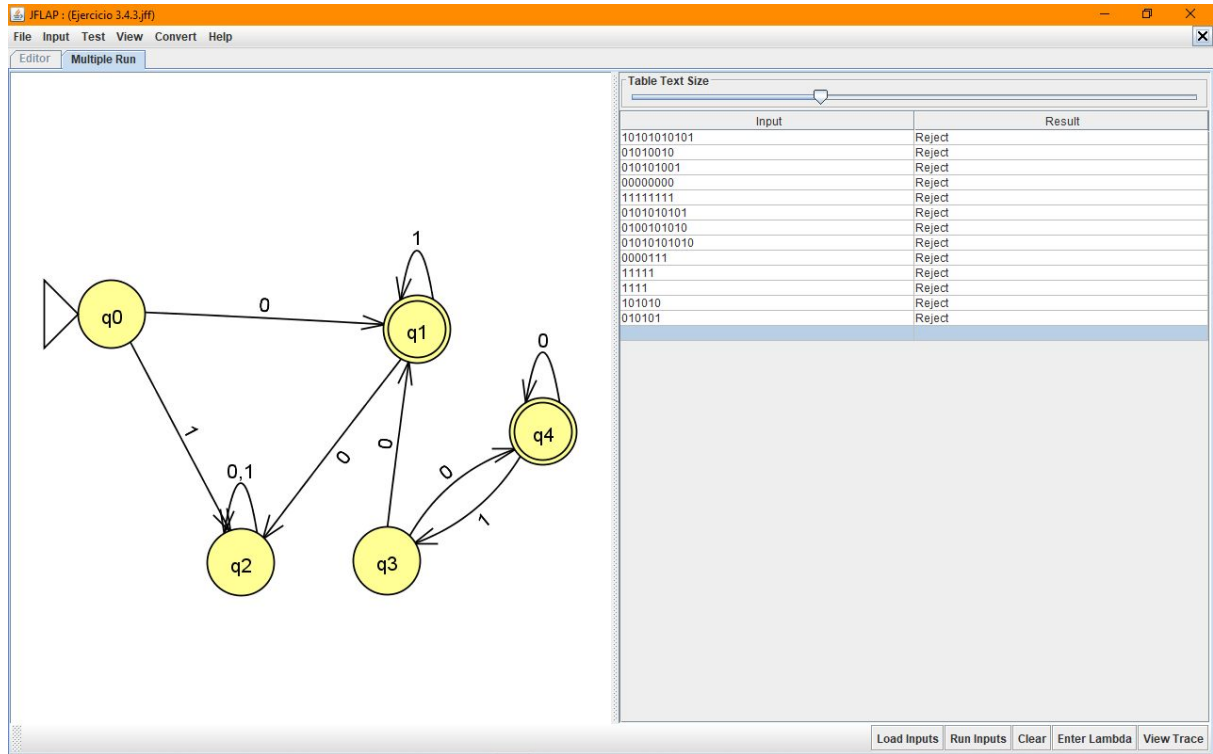 JFLAP : (Ejercicio 3.4.3.jff)
File Input Test View Convert Help
Editor Multiple Run
Table Text Size
Input Result
10101010101 Reject
01010010 Reject
010101001 Reject
00000000 Reject
11111111 Reject
0101010101 Reject
0100101010 Reject
01010101010 Reject
0000111 Reject
11111 Reject
1111 Reject
101010 Reject
010101 Reject
1
0
q0
q1
0
1
0
0
q4
0,1
0
1
q2
q3
Load Inputs Run Inputs Clear Enter Lambda View Trace